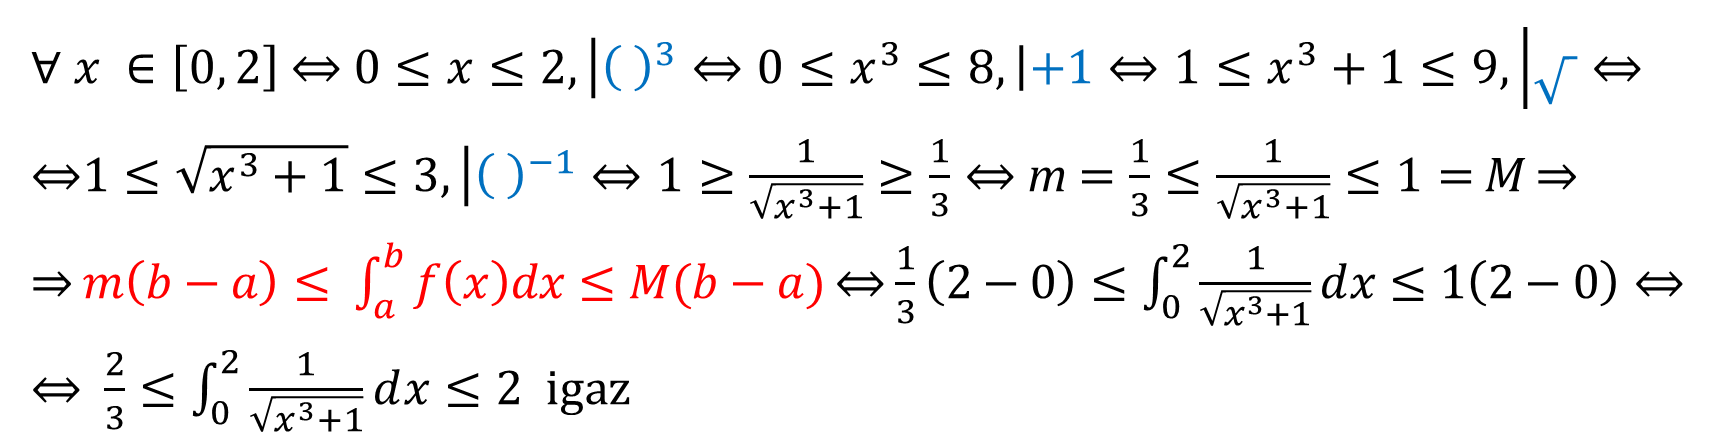 ∀ x ∈ [0, 2] ⇔ 0 ≤ x ≤ 2, |( )³ ⇔ 0 ≤ x³ ≤ 8, |+1 ⇔ 1 ≤ x³ + 1 ≤ 9, |√ ⇔
⇔ 1 ≤ √(x³ + 1) ≤ 3, |( )⁻¹ ⇔ 1 ≥ 1/√(x³+1) ≥ 1/3 ⇔ m = 1/3 ≤ 1/√(x³+1) ≤ 1 = M ⇒
⇒ m(b − a) ≤ ∫ₐᵇ f(x)dx ≤ M(b − a) ⇔ 1/3 (2 − 0) ≤ ∫₀² 1/√(x³+1) dx ≤ 1(2 − 0) ⇔
⇔ 2/3 ≤ ∫₀² 1/√(x³+1) dx ≤ 2 igaz